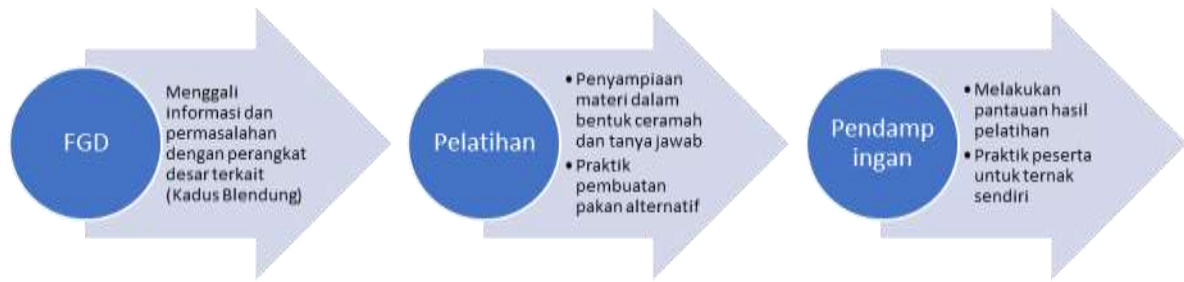 FGD
Menggali
informasi dan
permasalahan
dengan perangkat
desar terkait
(Kadus Blendung)
Pelatihan
• Penyampiaan
materi dalam
bentuk ceramah
dan tanya jawab
• Praktik
pembuatan
pakan alternatif
Pendamp
ingan
• Melakukan
pantauan hasil
pelatihan
• Praktik peserta
untuk ternak
sendiri